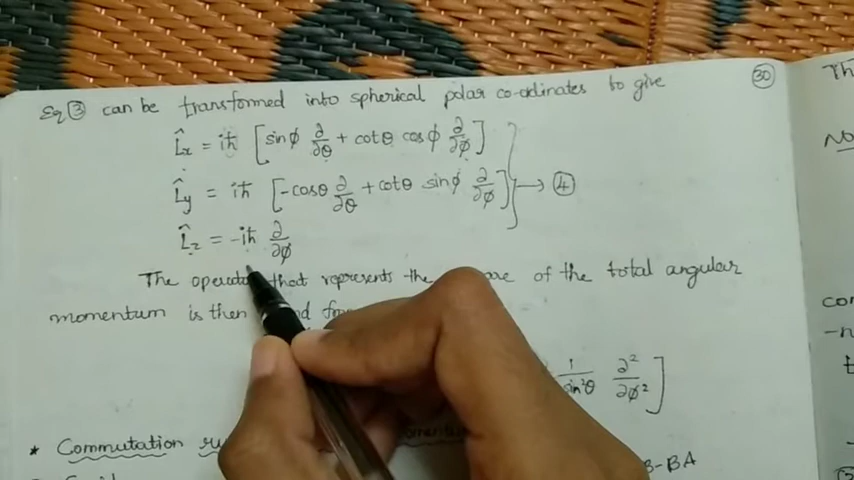 Eq ③ can be transformed into spherical polar co-ordinates to give
㉚
L̂x = iħ [sinϕ ∂/∂θ + cotθ cosϕ ∂/∂ϕ]
L̂y = iħ [-cosθ ∂/∂θ + cotθ sinϕ ∂/∂ϕ] → ④
L̂z = -iħ ∂/∂ϕ
The that represents the of the total angular
momentum is then
1/sin²θ ∂²/∂ϕ²]
* Commutation
-BA
Th